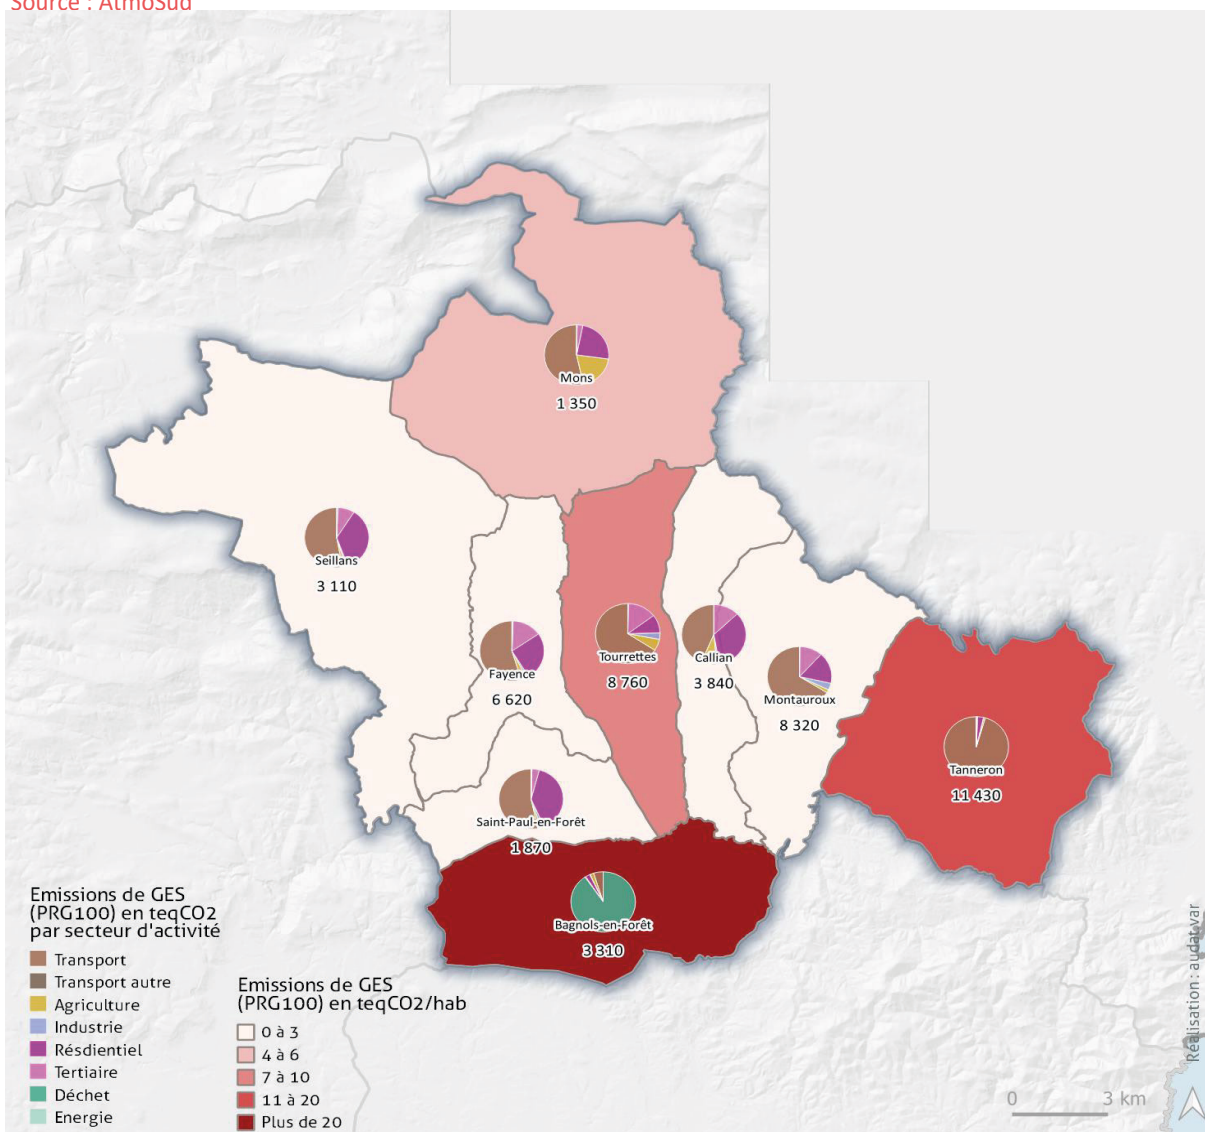 Source : AtmoSud
Mons
1 350
Seillans
3 110
Fayence
6 620
Tourrettes
8 760
Callian
3 840
Montauroux
8 320
Tanneron
11 430
Saint-Paul-en-Forêt
1 870
Bagnols-en-Forêt
3 310
Emissions de GES
(PRG100) en teqCO2
par secteur d'activité
Transport
Transport autre
Agriculture
Industrie
Résdientiel
Tertiaire
Déchet
Energie
Emissions de GES
(PRG100) en teqCO2/hab
0 à 3
4 à 6
7 à 10
11 à 20
Plus de 20
0 3 km
Réalisation : audat.var